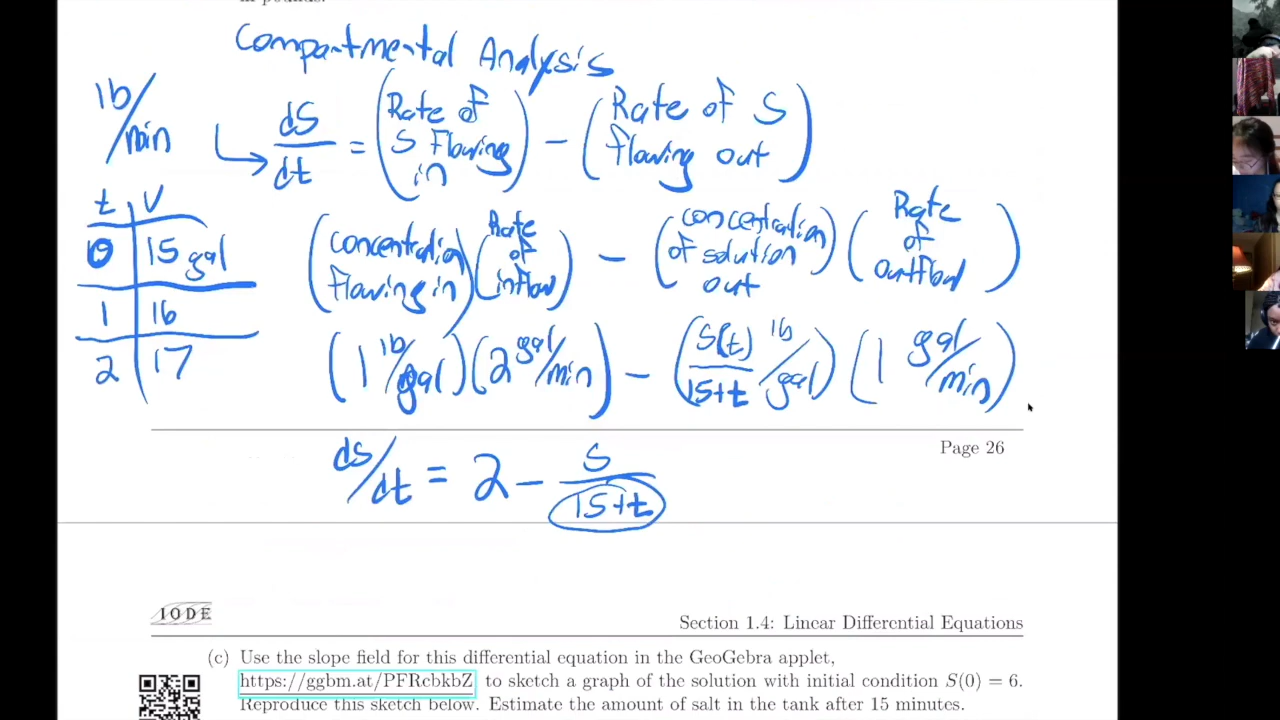 in pounds.
Compartmental Analysis
lb/min
dS/dt = (Rate of S Flowing in) - (Rate of S flowing out)
t | V
0 | 15 gal
1 | 16
2 | 17
(concentration flowing in)(Rate of inflow) - (concentration of solution out)(Rate of outflow)
(1 lb/gal)(2 gal/min) - (S(t)/15+t lb/gal)(1 gal/min)
Page 26
dS/dt = 2 - S/15+t
IODE
Section 1.4: Linear Differential Equations
(c) Use the slope field for this differential equation in the GeoGebra applet,
https://ggbm.at/PFRcbkbZ to sketch a graph of the solution with initial condition S(0) = 6.
Reproduce this sketch below. Estimate the amount of salt in the tank after 15 minutes.